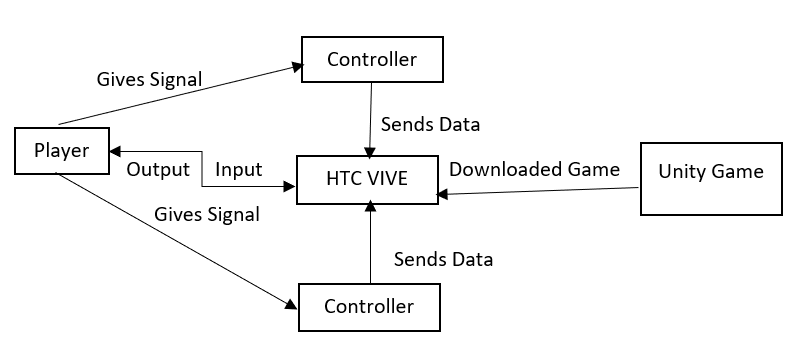 Controller
Gives Signal
Sends Data
Player
Output
Input
HTC VIVE
Downloaded Game
Unity Game
Gives Signal
Sends Data
Controller